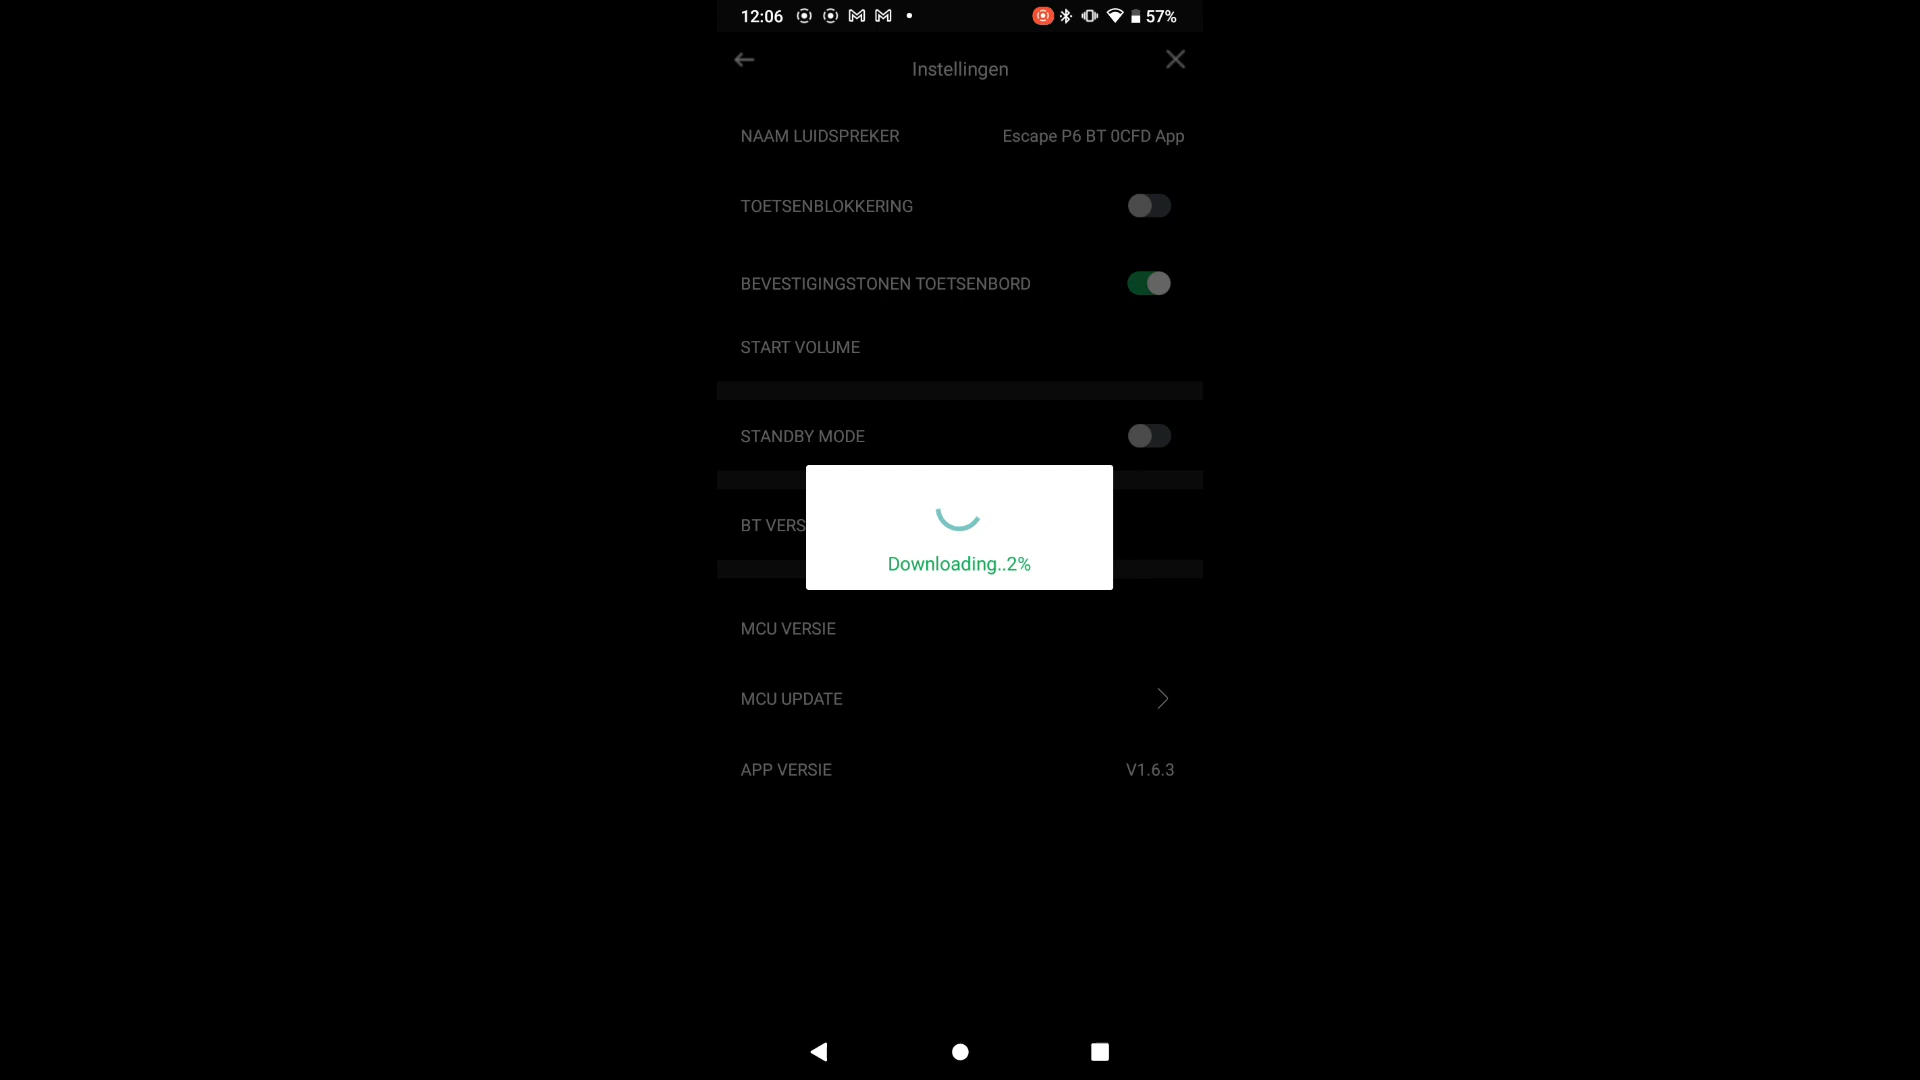 12:06 57%
Instellingen
NAAM LUIDSPREKER Escape P6 BT 0CFD App
TOETSENBLOKKERING
BEVESTIGINGSTONEN TOETSENBORD
START VOLUME
STANDBY MODE
BT VERS
Downloading..2%
MCU VERSIE
MCU UPDATE
APP VERSIE V1.6.3